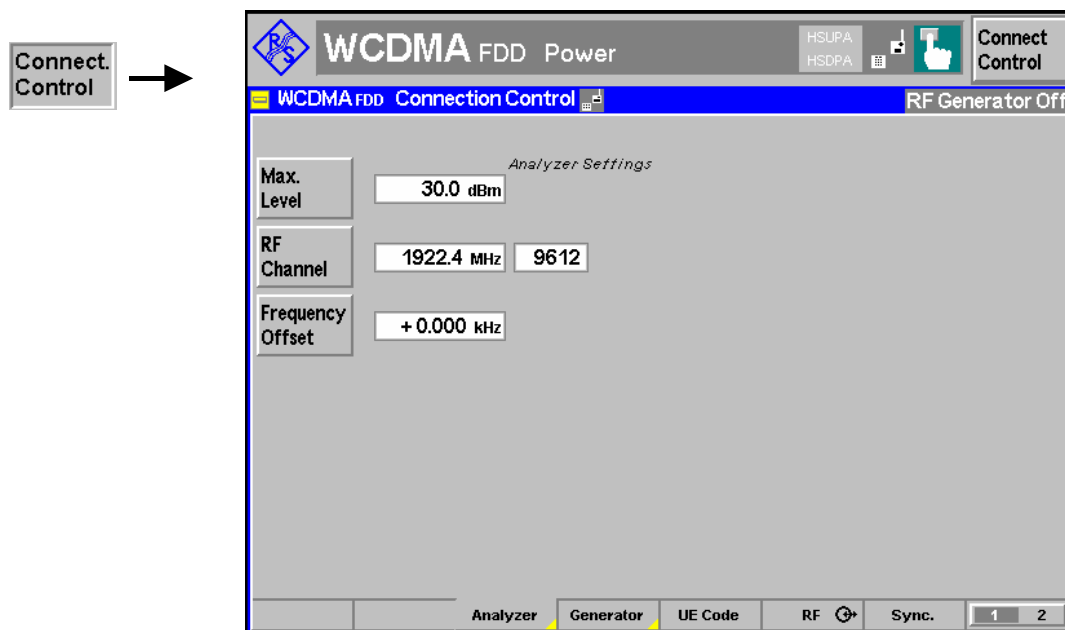 Connect.
Control
R&S
WCDMA FDD Power
HSUPA
HSDPA
Connect
Control
WCDMA FDD Connection Control
RF Generator Off
Analyzer Settings
Max.
Level
30.0 dBm
RF
Channel
1922.4 MHz 9612
Frequency
Offset
+ 0.000 kHz
Analyzer Generator UE Code RF Sync. 1 2